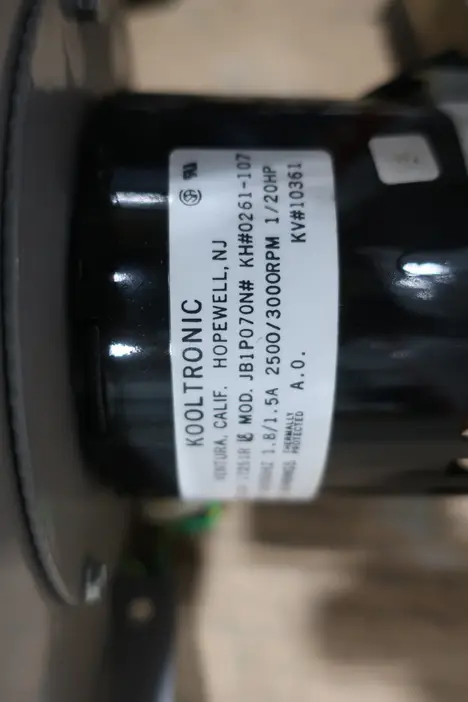 KOOLTRONIC
VENTURA, CALIF. HOPEWELL, NJ
MOD. JB1P070N# KH#0261-107
1.8/1.5A 2500/3000RPM 1/20HP
THERMALLY PROTECTED A.O. KV#10361